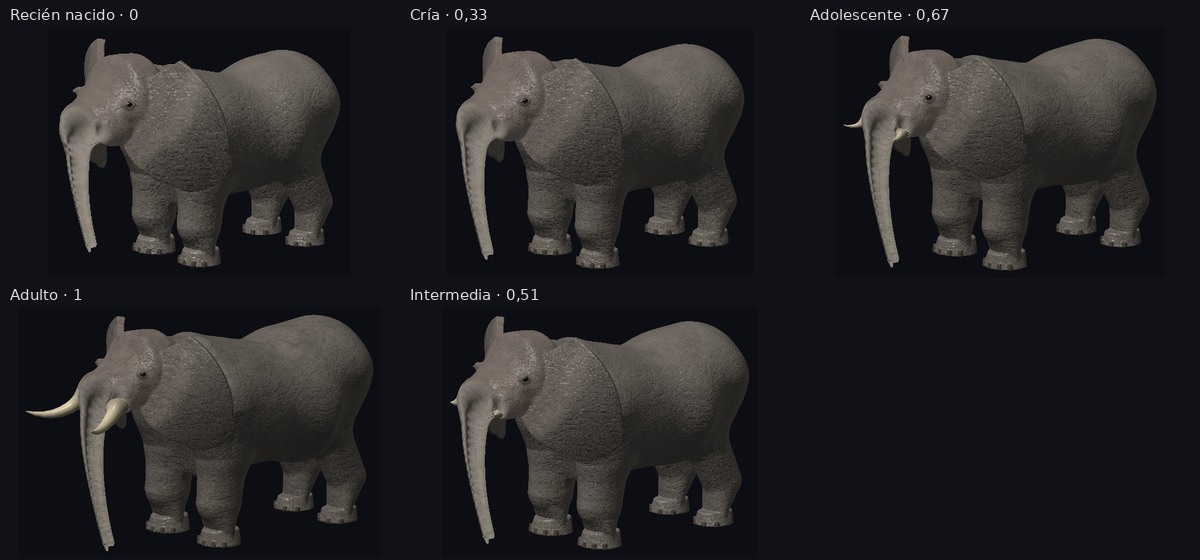 Recién nacido · 0
Cría · 0,33
Adolescente · 0,67
Adulto · 1
Intermedia · 0,51